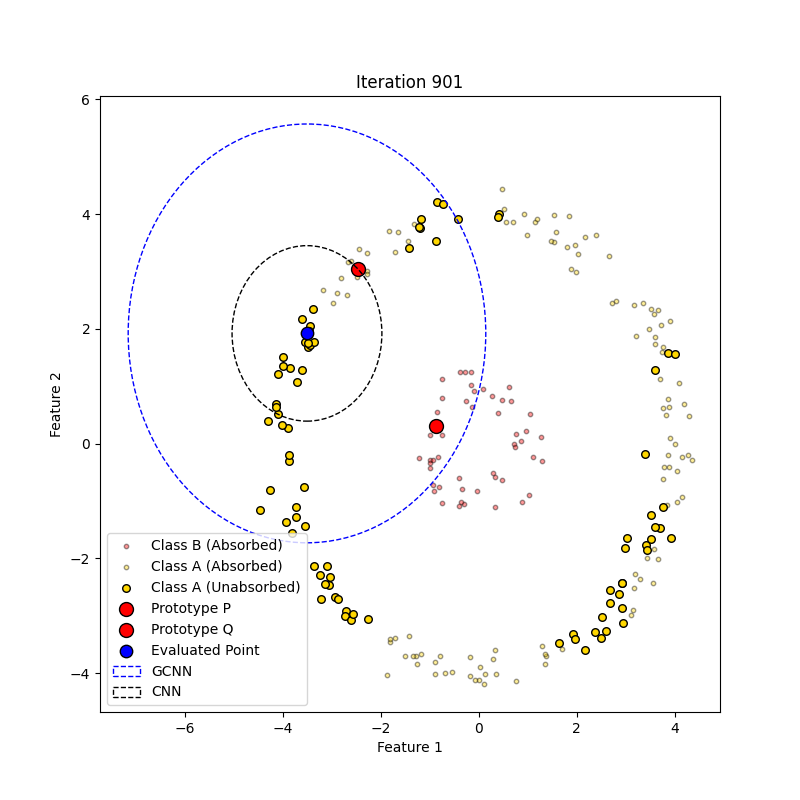 Iteration 901
6
4
2
0
−2
−4
Feature 2
Class B (Absorbed)
Class A (Absorbed)
Class A (Unabsorbed)
Prototype P
Prototype Q
Evaluated Point
GCNN
CNN
−6 −4 −2 0 2 4
Feature 1